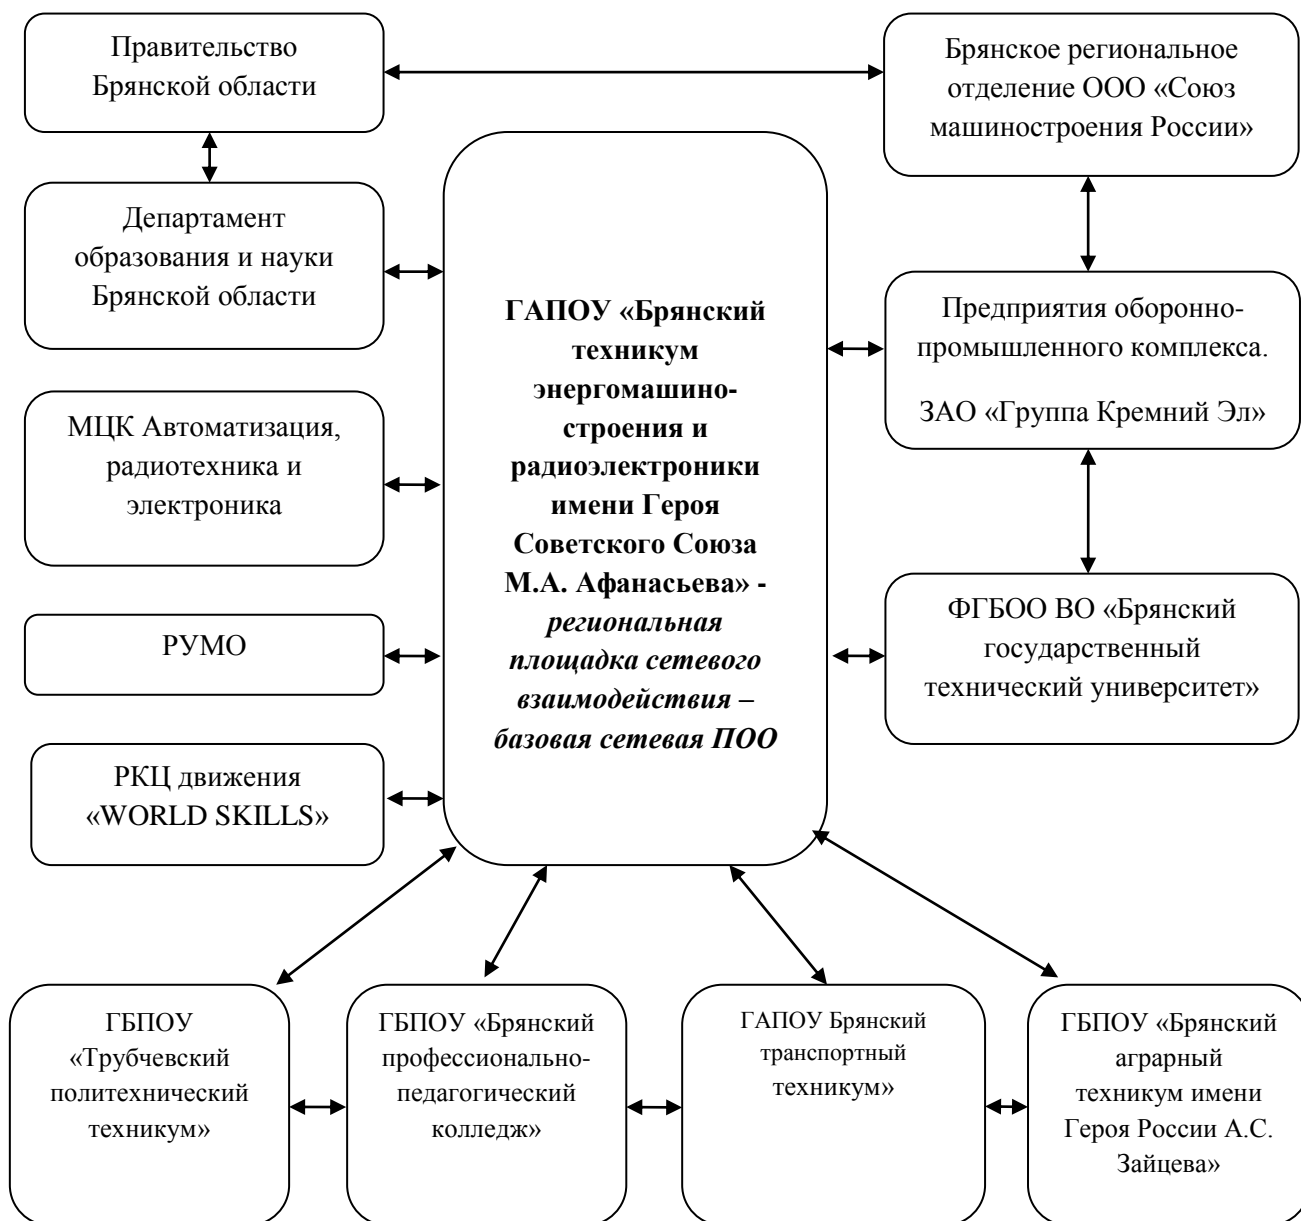 Правительство
Брянской области
Брянское региональное
отделение ООО «Союз
машиностроения России»
Департамент
образования и науки
Брянской области
МЦК Автоматизация,
радиотехника и
электроника
РУМО
РКЦ движения
«WORLD SKILLS»
ГАПОУ «Брянский
техникум
энергомашино-
строения и
радиоэлектроники
имени Героя
Советского Союза
М.А. Афанасьева» -
региональная
площадка сетевого
взаимодействия –
базовая сетевая ПОО
Предприятия оборонно-
промышленного комплекса.
ЗАО «Группа Кремний Эл»
ФГБОО ВО «Брянский
государственный
технический университет»
ГБПОУ
«Трубчевский
политехнический
техникум»
ГБПОУ «Брянский
профессионально-
педагогический
колледж»
ГАПОУ Брянский
транспортный
техникум»
ГБПОУ «Брянский
аграрный
техникум имени
Героя России А.С.
Зайцева»